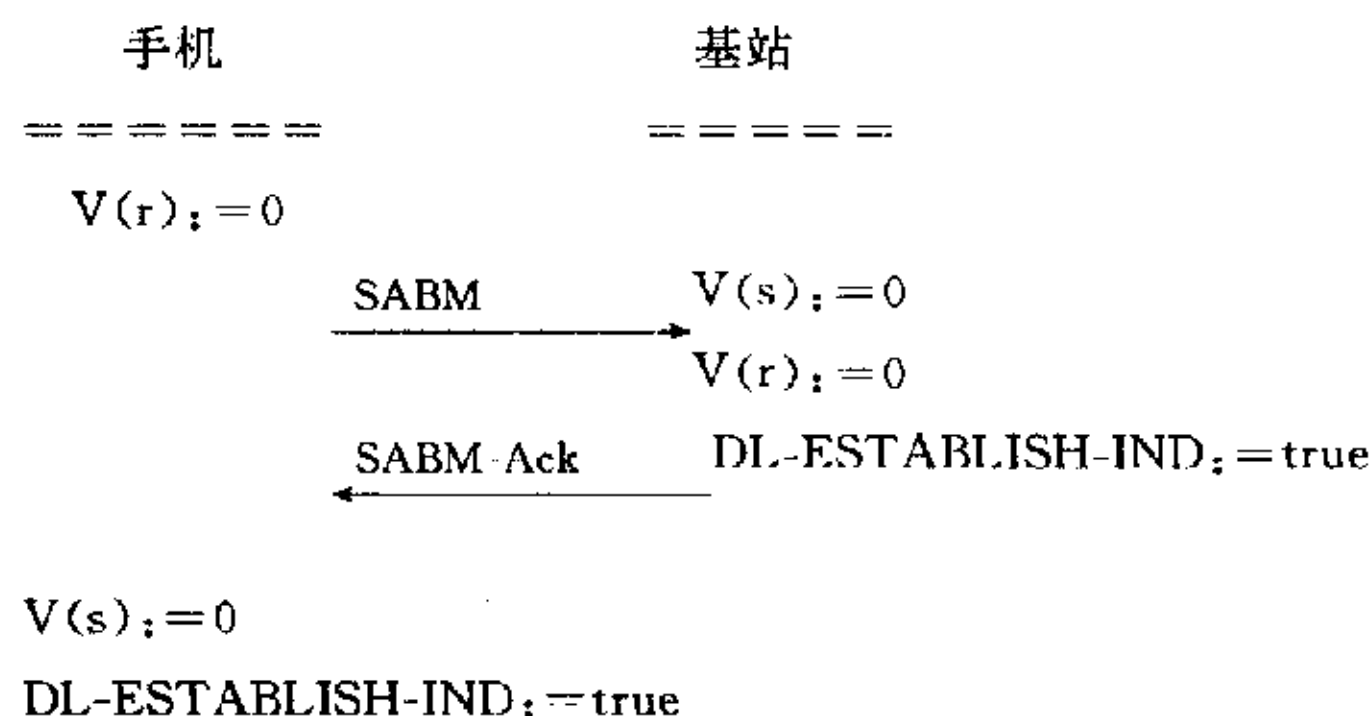 手机 基站
====== =====
V(r):=0
SABM V(s):=0
V(r):=0
SABM-Ack DL-ESTABLISH-IND:=true
V(s):=0
DL-ESTABLISH-IND:=true